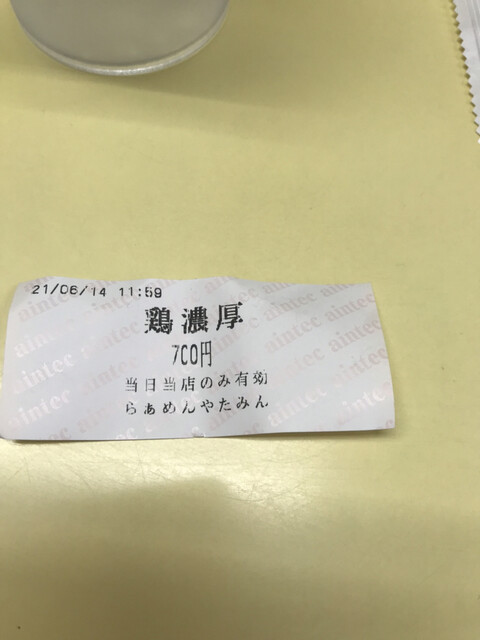 21/06/14 11:59
鶏濃厚
700円
当日当店のみ有効
らぁめんやたみん